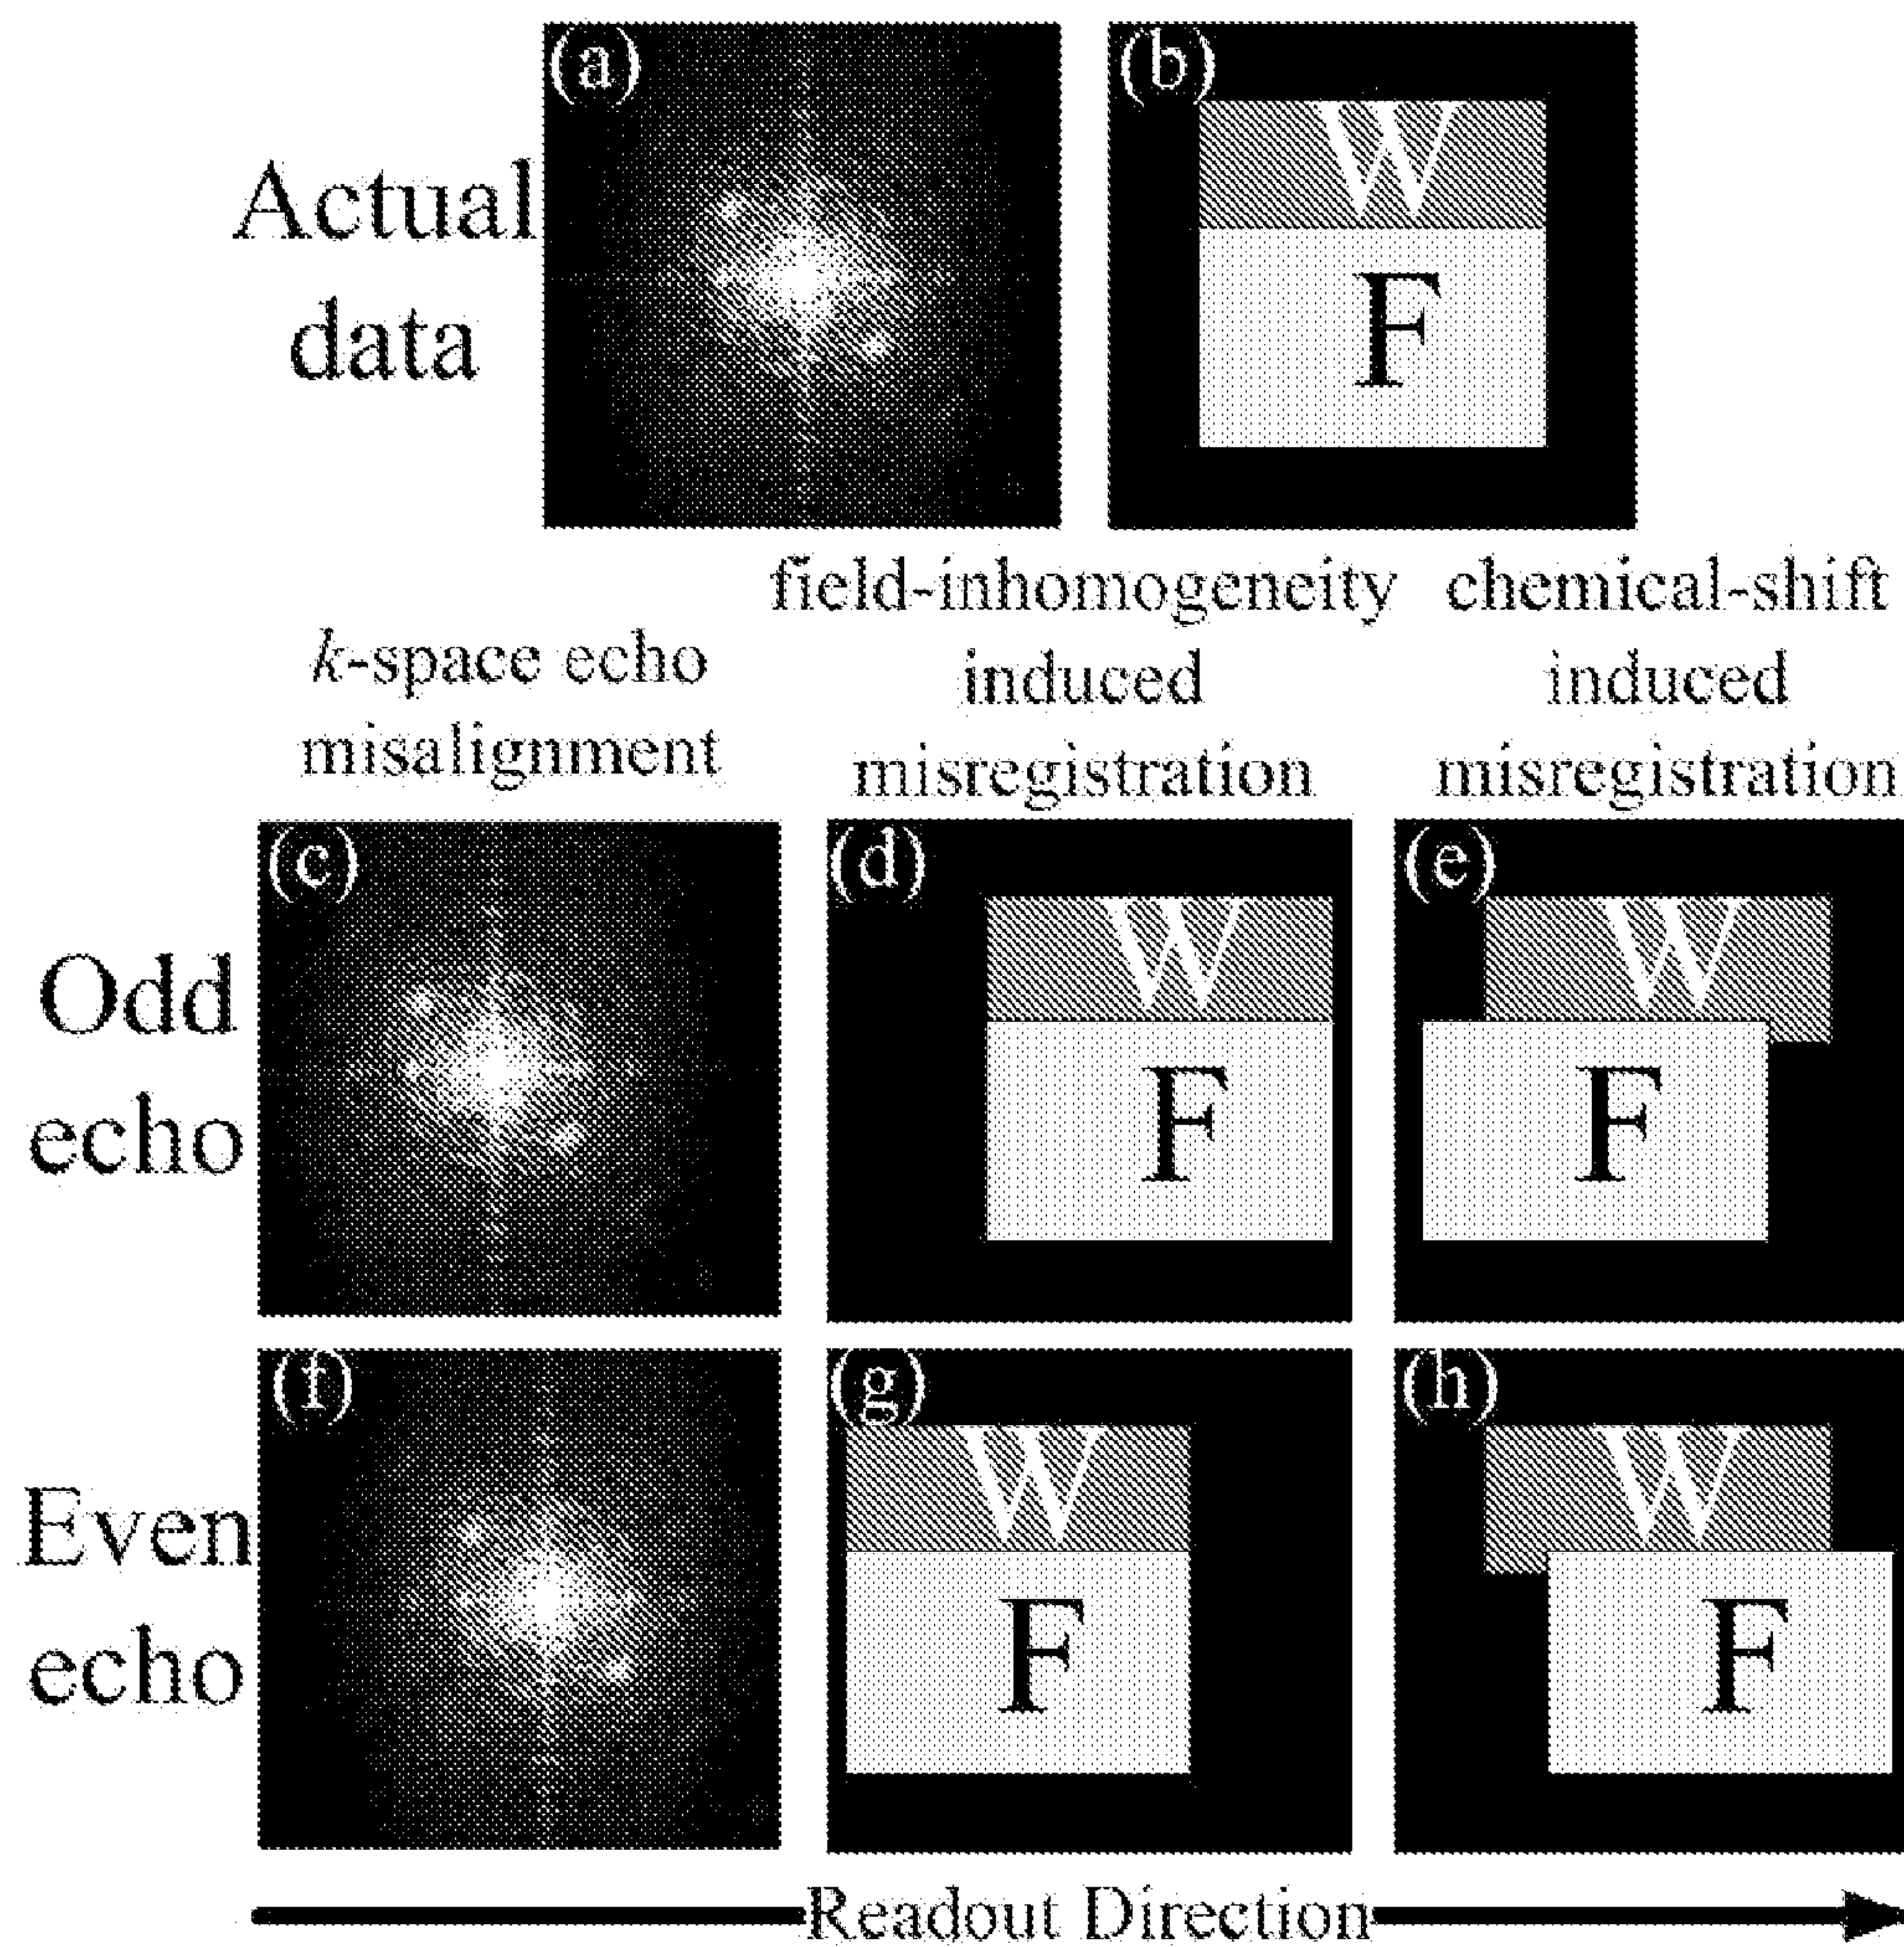 (a)
(b)
W
Actual
data
F
field-inhomogeneity
chemical-shift
k-space echo
induced
induced
misalignment
misregistration
misregistration
(c)
(d)
(e)
W
W
Odd
echo
F
F
(f)
(g)
(h)
W
W
Even
echo
F
F
Readout Direction